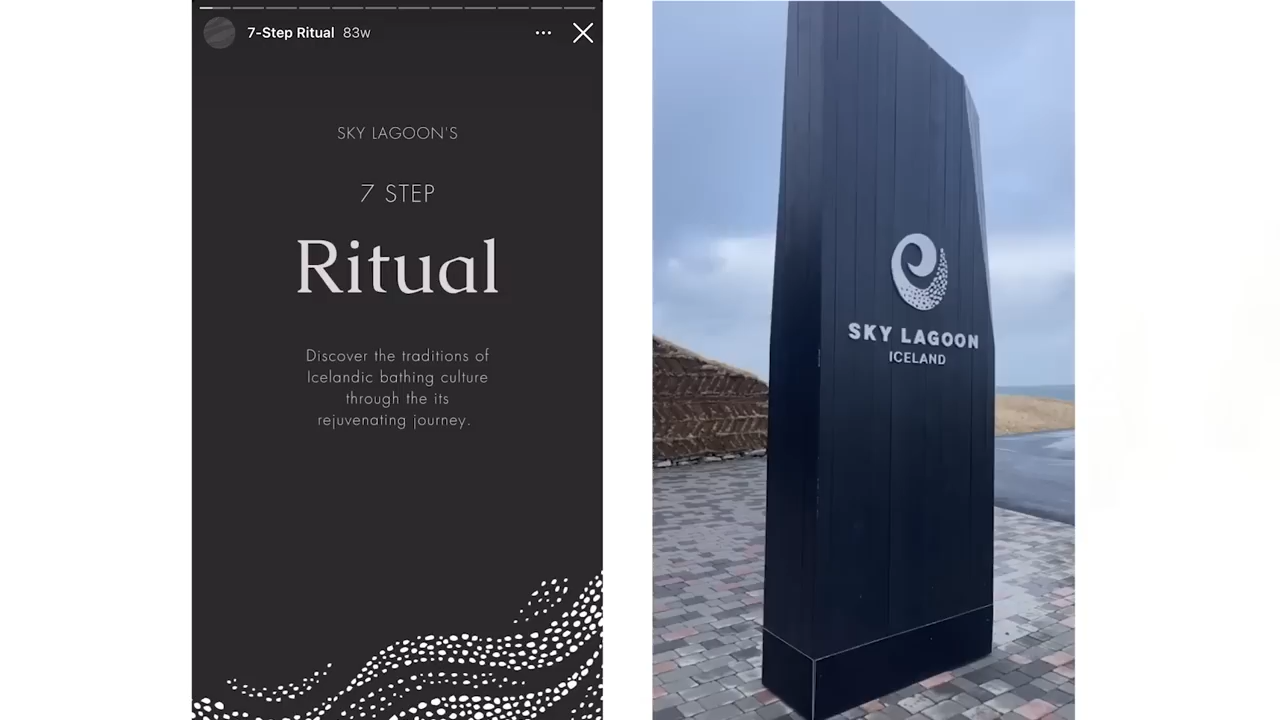 7-Step Ritual 83w
SKY LAGOON'S
7 STEP
Ritual
Discover the traditions of
Icelandic bathing culture
through the its
rejuvenating journey.
SKY LAGOON
ICELAND